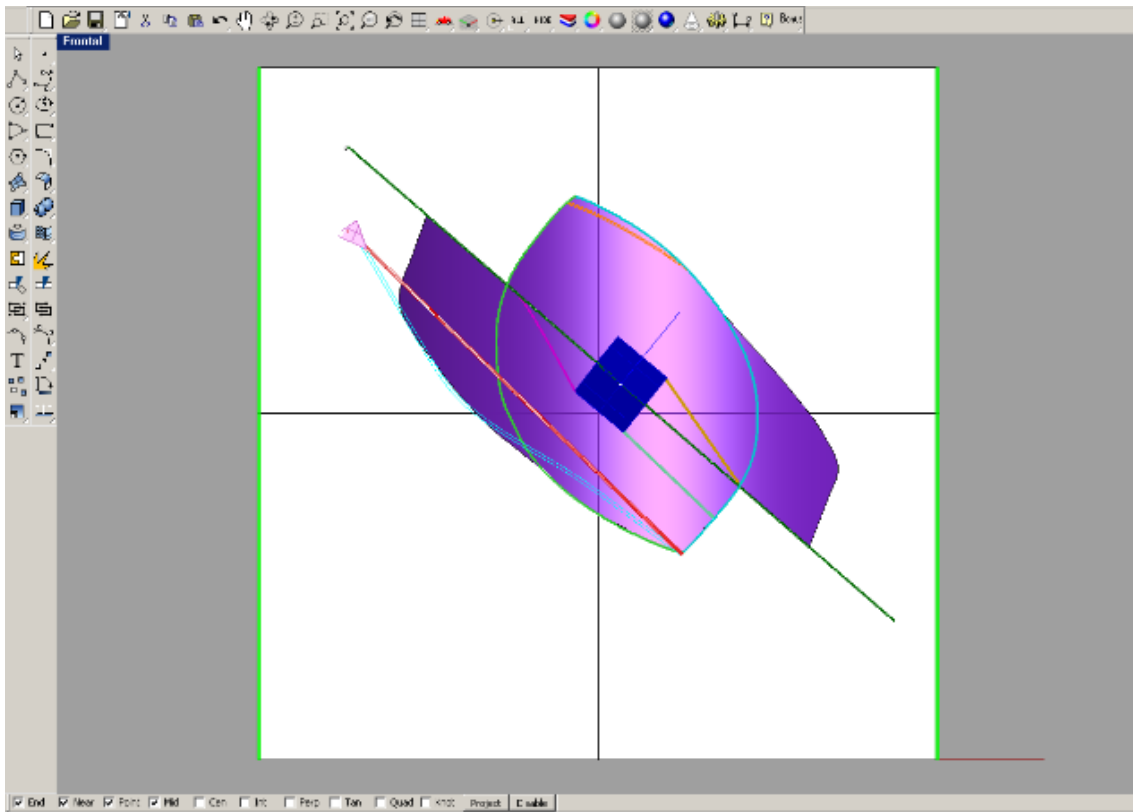 Frontal
T
End Near Point Mid Cen Int Perp Tan Quad Knot Project Disable